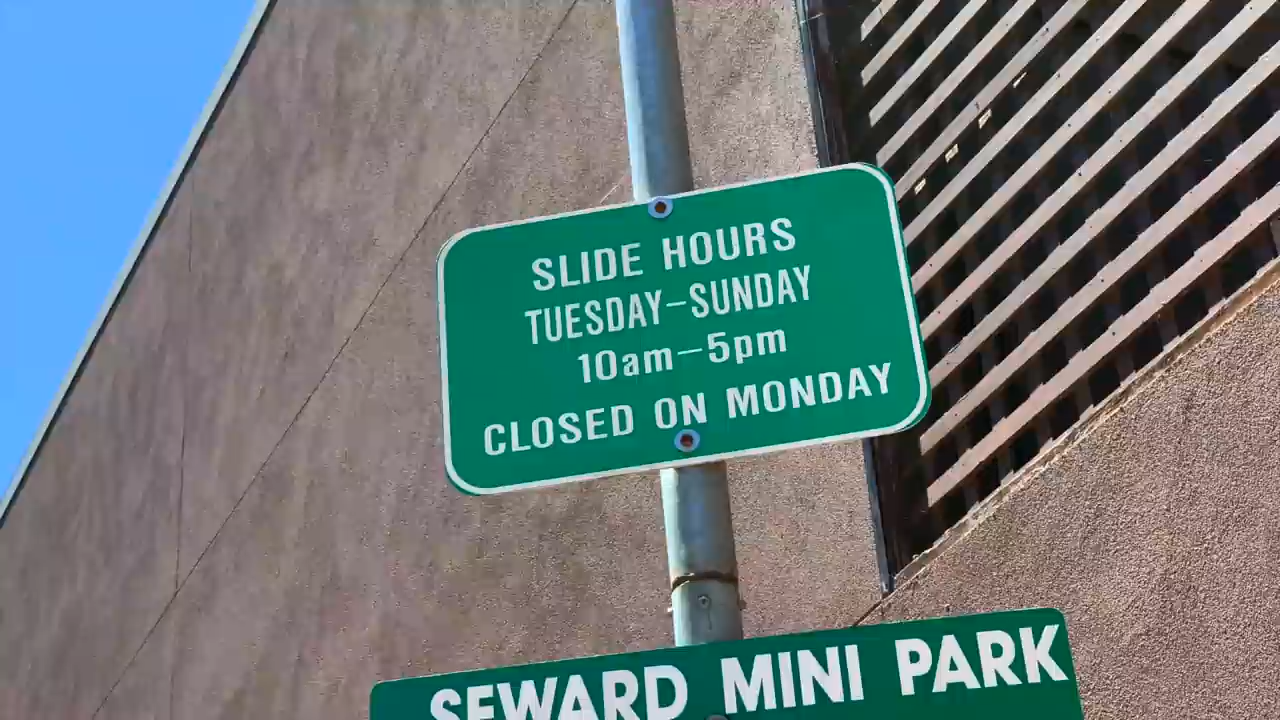 SLIDE HOURS
TUESDAY–SUNDAY
10am–5pm
CLOSED ON MONDAY
SEWARD MINI PARK